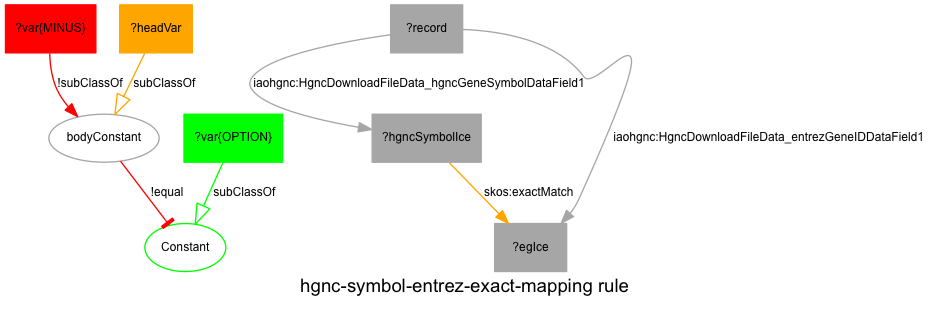 ?var{MINUS}
?headVar
?record
!subClassOf
subClassOf
iaohgnc:HgncDownloadFileData_hgncGeneSymbolDataField1
bodyConstant
?var{OPTION}
?hgncSymbolIce
iaohgnc:HgncDownloadFileData_entrezGeneIDDataField1
!equal
subClassOf
skos:exactMatch
Constant
?egIce
hgnc-symbol-entrez-exact-mapping rule